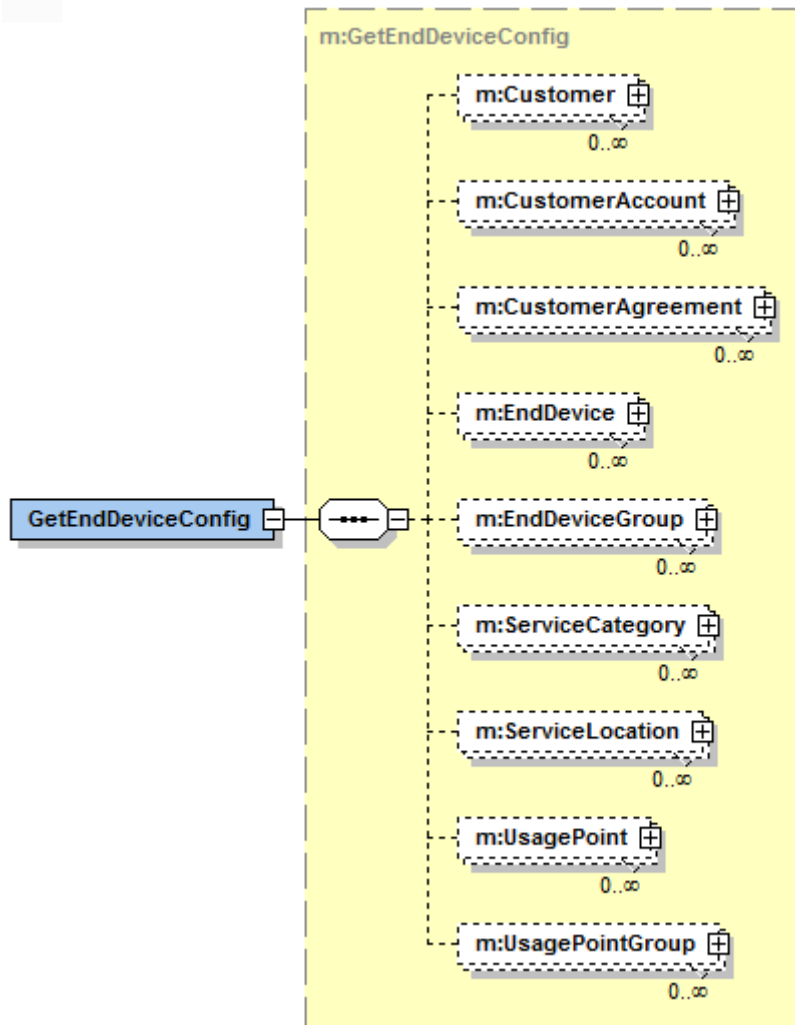 m:GetEndDeviceConfig
m:Customer
0..∞
m:CustomerAccount
0..∞
m:CustomerAgreement
0..∞
m:EndDevice
0..∞
GetEndDeviceConfig
m:EndDeviceGroup
0..∞
m:ServiceCategory
0..∞
m:ServiceLocation
0..∞
m:UsagePoint
0..∞
m:UsagePointGroup
0..∞